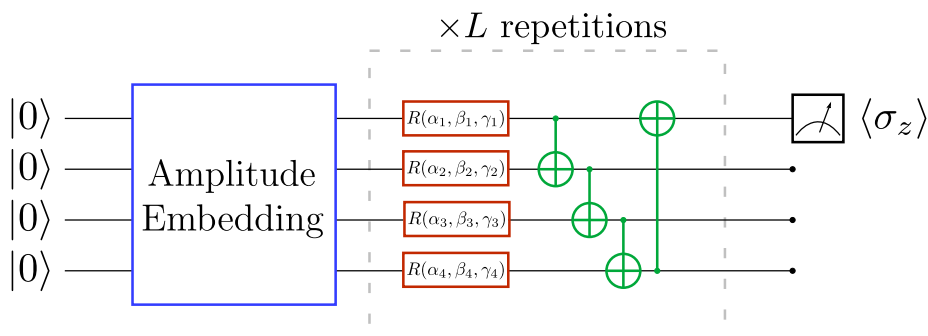 ×L repetitions
|0⟩
R(α₁, β₁, γ₁)
⟨σ_z⟩
|0⟩
R(α₂, β₂, γ₂)
Amplitude
Embedding
|0⟩
R(α₃, β₃, γ₃)
|0⟩
R(α₄, β₄, γ₄)